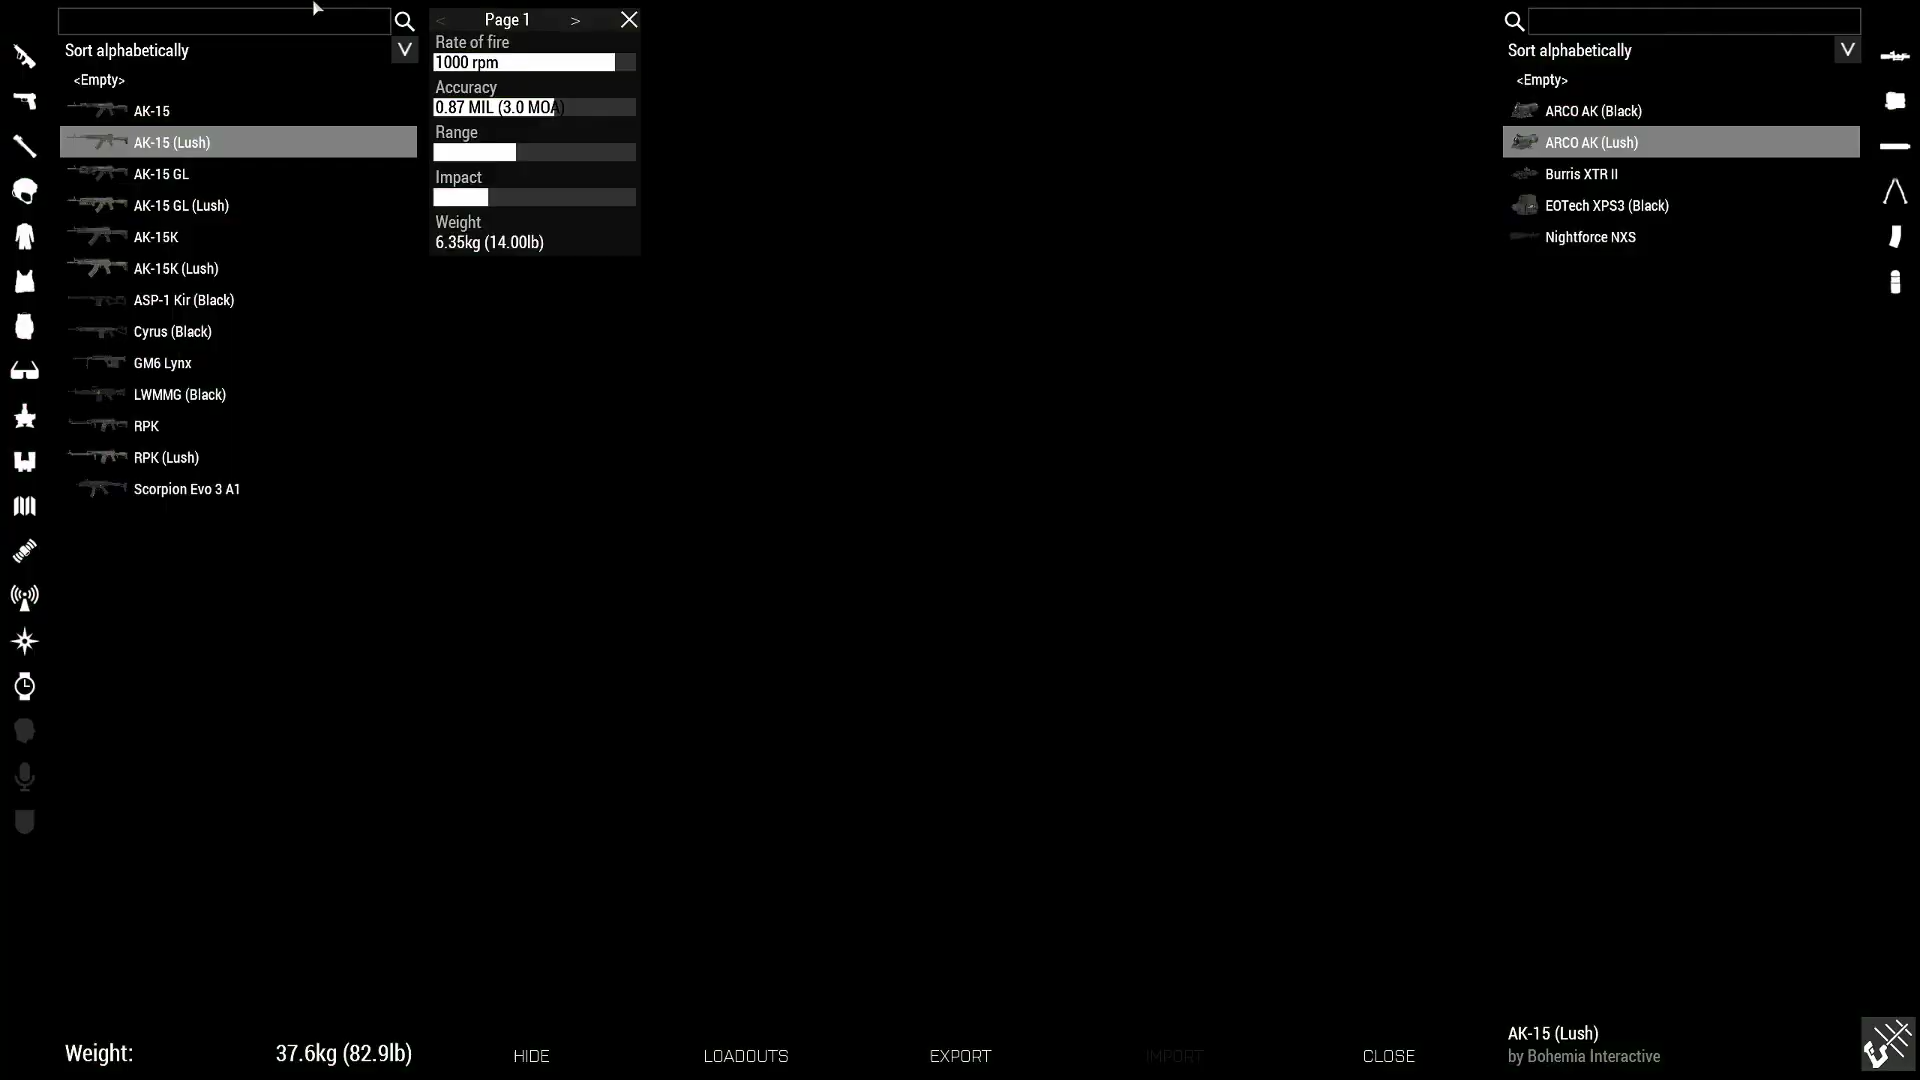 Sort alphabetically
V
<Empty>
AK-15
AK-15 (Lush)
AK-15 GL
AK-15 GL (Lush)
AK-15K
AK-15K (Lush)
ASP-1 Kir (Black)
Cyrus (Black)
GM6 Lynx
LWMMG (Black)
RPK
RPK (Lush)
Scorpion Evo 3 A1
< Page 1 >
Rate of fire
1000 rpm
Accuracy
0.87 MIL (3.0 MOA)
Range
Impact
Weight
6.35kg (14.00lb)
Sort alphabetically
V
<Empty>
ARCO AK (Black)
ARCO AK (Lush)
Burris XTR II
EOTech XPS3 (Black)
Nightforce NXS
Weight: 37.6kg (82.9lb)
HIDE
LOADOUTS
EXPORT
IMPORT
CLOSE
AK-15 (Lush)
by Bohemia Interactive